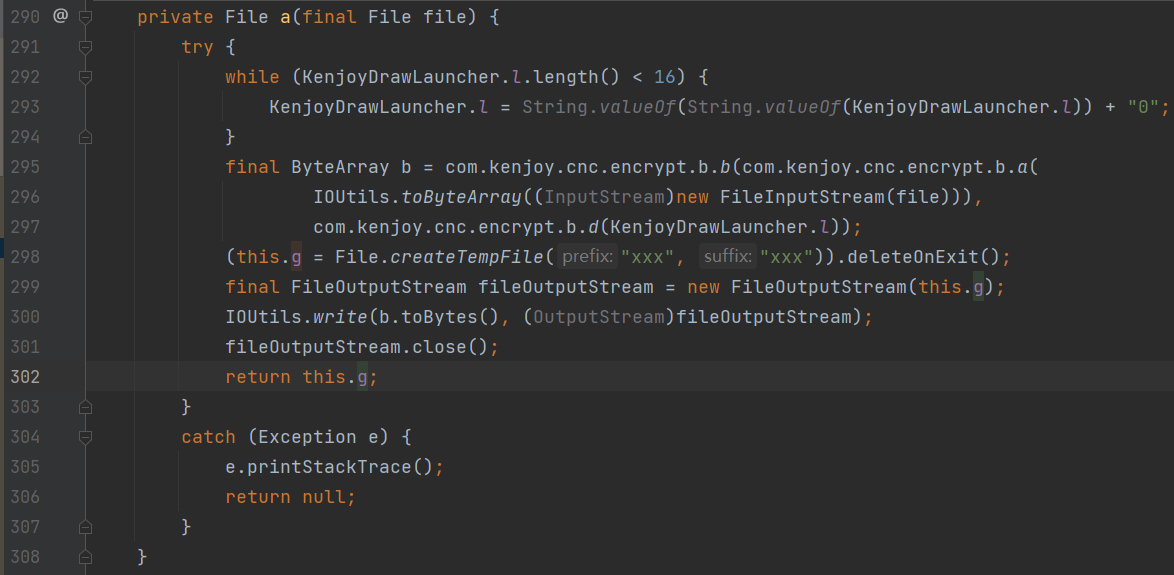 290 @ private File a(final File file) {
291 try {
292 while (KenjoyDrawLauncher.l.length() < 16) {
293 KenjoyDrawLauncher.l = String.valueOf(String.valueOf(KenjoyDrawLauncher.l)) + "0";
294 }
295 final ByteArray b = com.kenjoy.cnc.encrypt.b.b(com.kenjoy.cnc.encrypt.b.a(
296 IOUtils.toByteArray((InputStream)new FileInputStream(file))),
297 com.kenjoy.cnc.encrypt.b.d(KenjoyDrawLauncher.l));
298 (this.g = File.createTempFile( prefix: "xxx", suffix: "xxx")).deleteOnExit();
299 final FileOutputStream fileOutputStream = new FileOutputStream(this.g);
300 IOUtils.write(b.toBytes(), (OutputStream)fileOutputStream);
301 fileOutputStream.close();
302 return this.g;
303 }
304 catch (Exception e) {
305 e.printStackTrace();
306 return null;
307 }
308 }